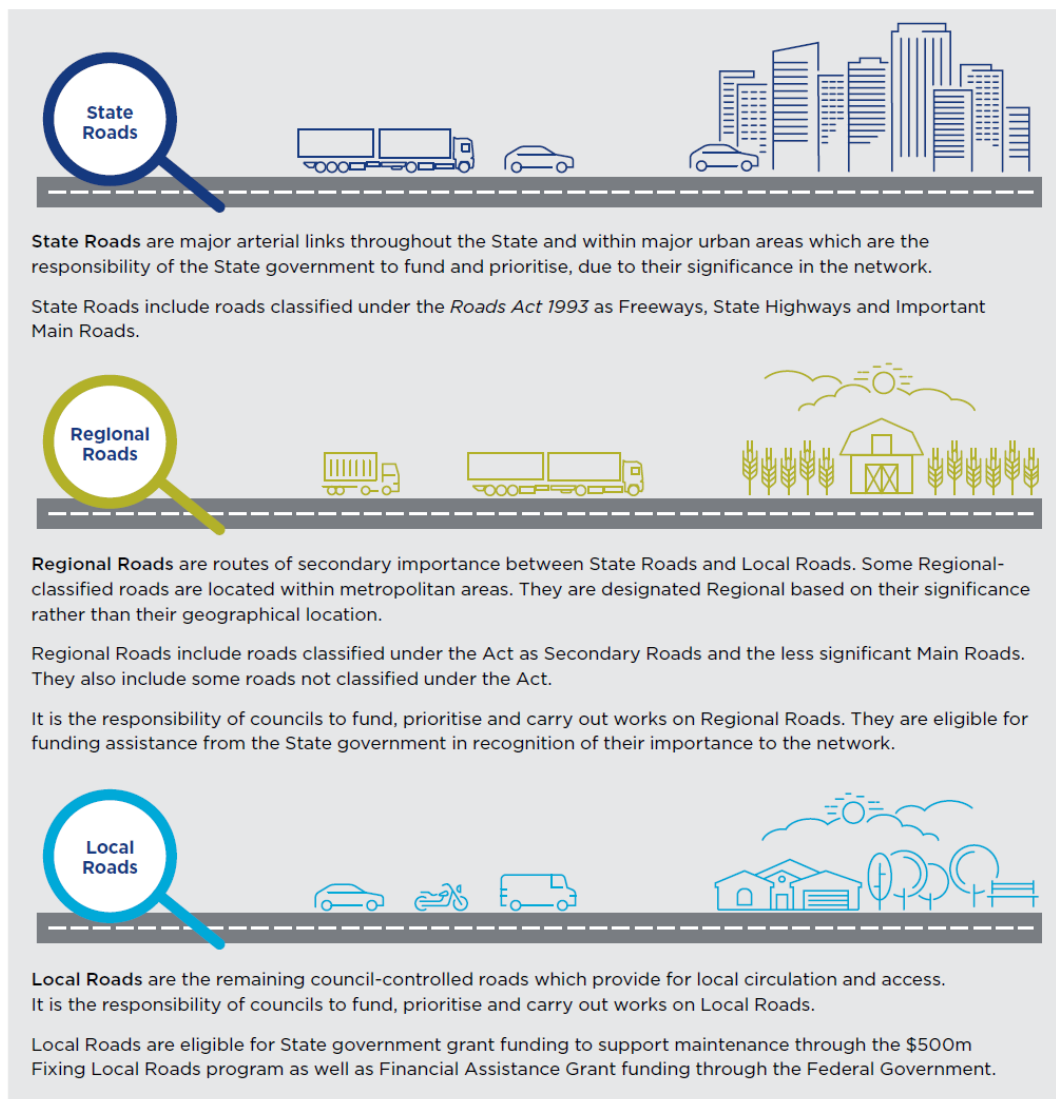 State
Roads
State Roads are major arterial links throughout the State and within major urban areas which are the
responsibility of the State government to fund and prioritise, due to their significance in the network.
State Roads include roads classified under the Roads Act 1993 as Freeways, State Highways and Important
Main Roads.
Regional
Roads
Regional Roads are routes of secondary importance between State Roads and Local Roads. Some Regional-
classified roads are located within metropolitan areas. They are designated Regional based on their significance
rather than their geographical location.
Regional Roads include roads classified under the Act as Secondary Roads and the less significant Main Roads.
They also include some roads not classified under the Act.
It is the responsibility of councils to fund, prioritise and carry out works on Regional Roads. They are eligible for
funding assistance from the State government in recognition of their importance to the network.
Local
Roads
Local Roads are the remaining council-controlled roads which provide for local circulation and access.
It is the responsibility of councils to fund, prioritise and carry out works on Local Roads.
Local Roads are eligible for State government grant funding to support maintenance through the $500m
Fixing Local Roads program as well as Financial Assistance Grant funding through the Federal Government.